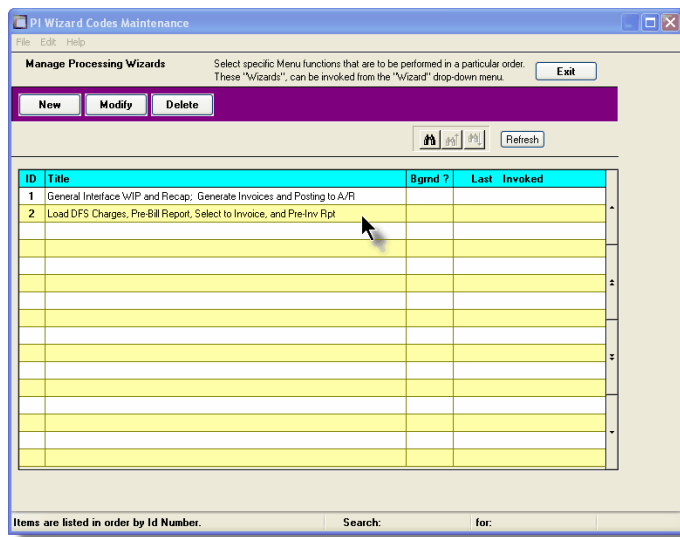 PI Wizard Codes Maintenance
File Edit Help
Manage Processing Wizards
Select specific Menu functions that are to be performed in a particular order.
These "Wizards", can be invoked from the "Wizard" drop-down menu.
Exit
New Modify Delete
Refresh
ID Title Bgrnd ? Last Invoked
1 General Interface WIP and Recap; Generate Invoices and Posting to A/R
2 Load DFS Charges, Pre-Bill Report, Select to Invoice, and Pre-Inv Rpt
Items are listed in order by Id Number. Search: for: